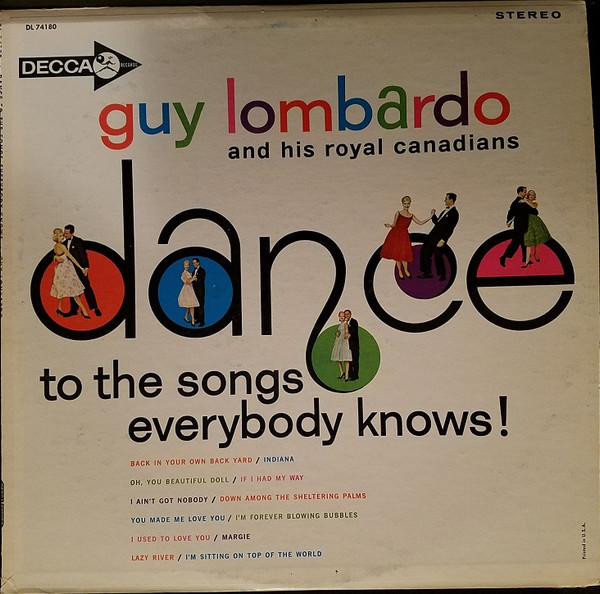 DL 74180
STEREO
DECCA RECORDS
guy lombardo
and his royal canadians
dance
to the songs
everybody knows!
BACK IN YOUR OWN BACK YARD / INDIANA
OH, YOU BEAUTIFUL DOLL / IF I HAD MY WAY
I AIN'T GOT NOBODY / DOWN AMONG THE SHELTERING PALMS
YOU MADE ME LOVE YOU / I'M FOREVER BLOWING BUBBLES
I USED TO LOVE YOU / MARGIE
LAZY RIVER / I'M SITTING ON TOP OF THE WORLD
Printed in U.S.A.